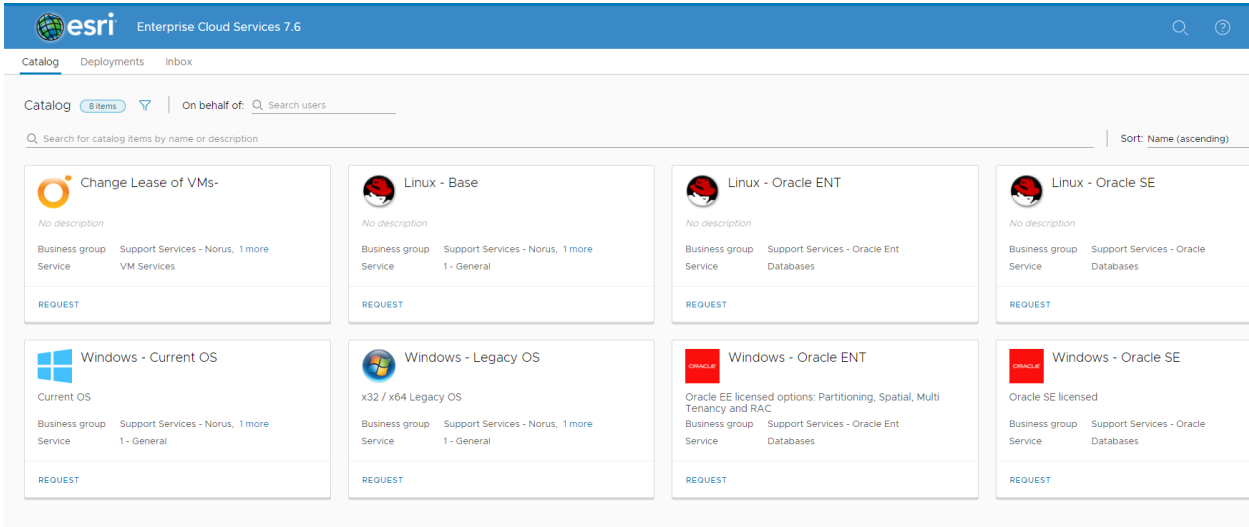 esri Enterprise Cloud Services 7.6
Catalog Deployments Inbox
Catalog 8 items On behalf of: Search users
Search for catalog items by name or description Sort: Name (ascending)
Change Lease of VMs-
No description
Business group Support Services - Norus, 1 more
Service VM Services
REQUEST
Linux - Base
No description
Business group Support Services - Norus, 1 more
Service 1 - General
REQUEST
Linux - Oracle ENT
No description
Business group Support Services - Oracle Ent
Service Databases
REQUEST
Linux - Oracle SE
No description
Business group Support Services - Oracle
Service Databases
REQUEST
Windows - Current OS
Current OS
Business group Support Services - Norus, 1 more
Service 1 - General
REQUEST
Windows - Legacy OS
x32 / x64 Legacy OS
Business group Support Services - Norus, 1 more
Service 1 - General
REQUEST
ORACLE Windows - Oracle ENT
Oracle EE licensed options: Partitioning, Spatial, Multi
Tenancy and RAC
Business group Support Services - Oracle Ent
Service Databases
REQUEST
ORACLE Windows - Oracle SE
Oracle SE licensed
Business group Support Services - Oracle
Service Databases
REQUEST